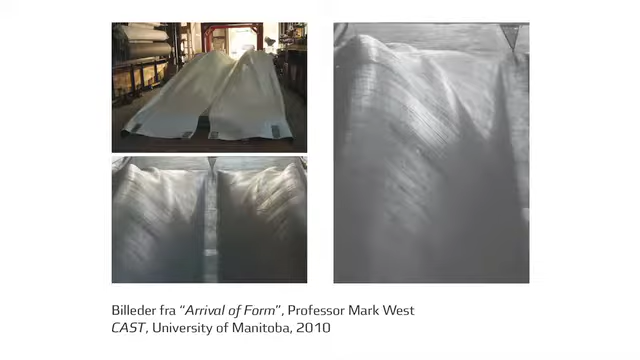 Billeder fra “Arrival of Form”, Professor Mark West
CAST, University of Manitoba, 2010